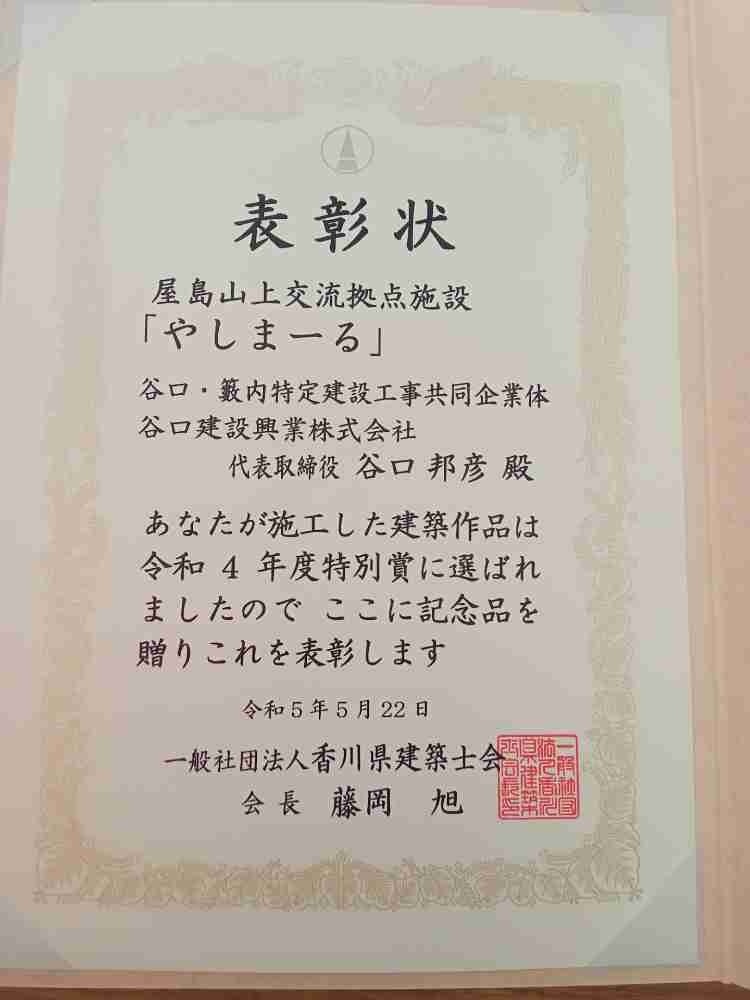 表彰状
屋島山上交流拠点施設
「やしまーる」
谷口・籔内特定建設工事共同企業体
谷口建設興業株式会社
代表取締役 谷口 邦彦 殿
あなたが施工した建築作品は
令和 4 年度特別賞に選ばれ
ましたので ここに記念品を
贈りこれを表彰します
令和5年5月22日
一般社団法人香川県建築士会
会長 藤岡 旭